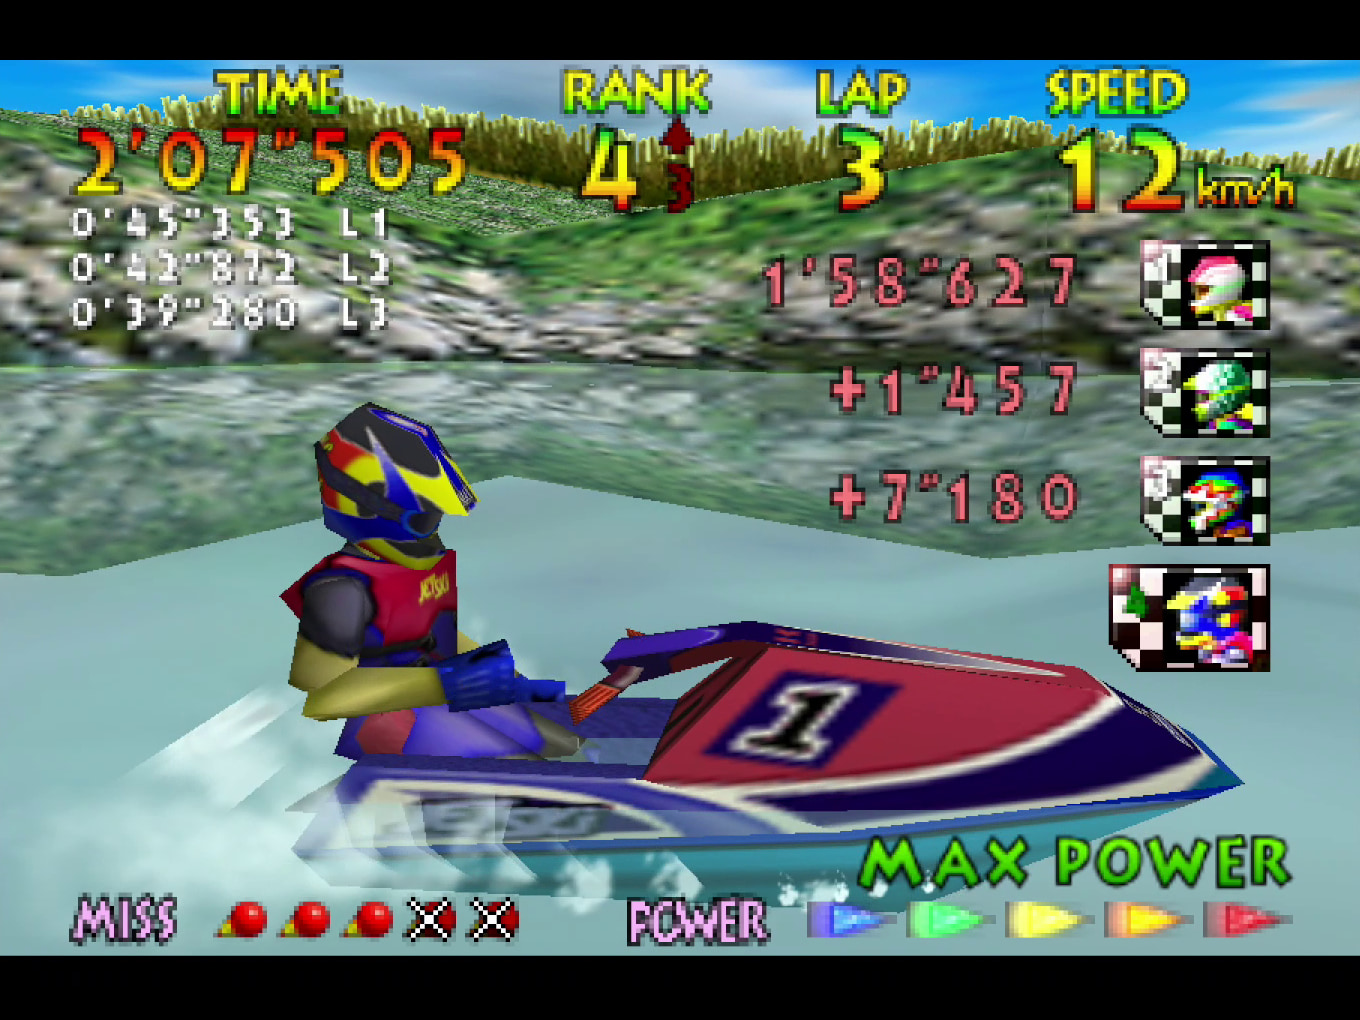 TIME RANK LAP SPEED
2'07"505 4 3 3 12 km/h
0'45"353 L1
0'42"872 L2
0'39"280 L3
1'58"627 1
+1"457 2
+7"180 3
JETSKI
1
JETSKI
MAX POWER
MISS POWER